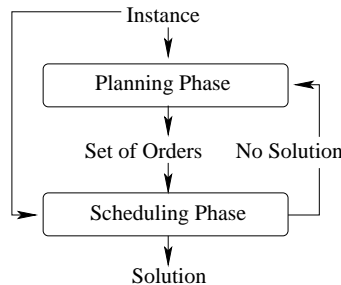 Instance
Planning Phase
Set of Orders
No Solution
Scheduling Phase
Solution